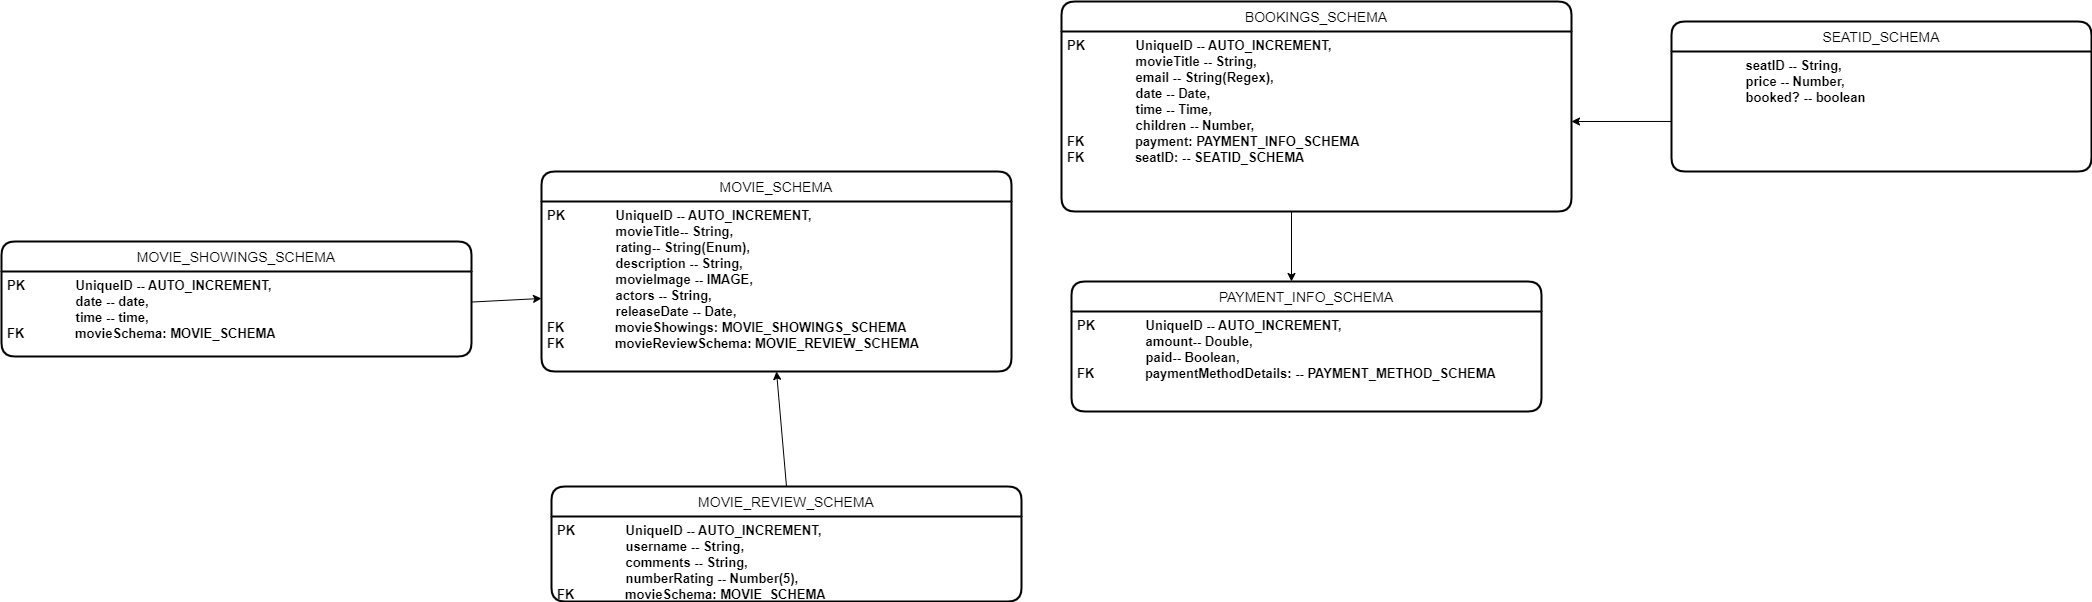 BOOKINGS_SCHEMA
PK UniqueID -- AUTO_INCREMENT,
movieTitle -- String,
email -- String(Regex),
date -- Date,
time -- Time,
children -- Number,
FK payment: PAYMENT_INFO_SCHEMA
FK seatID: -- SEATID_SCHEMA
SEATID_SCHEMA
seatID -- String,
price -- Number,
booked? -- boolean
MOVIE_SCHEMA
PK UniqueID -- AUTO_INCREMENT,
movieTitle-- String,
rating-- String(Enum),
description -- String,
movieImage -- IMAGE,
actors -- String,
releaseDate -- Date,
FK movieShowings: MOVIE_SHOWINGS_SCHEMA
FK movieReviewSchema: MOVIE_REVIEW_SCHEMA
MOVIE_SHOWINGS_SCHEMA
PK UniqueID -- AUTO_INCREMENT,
date -- date,
time -- time,
FK movieSchema: MOVIE_SCHEMA
PAYMENT_INFO_SCHEMA
PK UniqueID -- AUTO_INCREMENT,
amount-- Double,
paid-- Boolean,
FK paymentMethodDetails: -- PAYMENT_METHOD_SCHEMA
MOVIE_REVIEW_SCHEMA
PK UniqueID -- AUTO_INCREMENT,
username -- String,
comments -- String,
numberRating -- Number(5),
FK movieSchema: MOVIE_SCHEMA